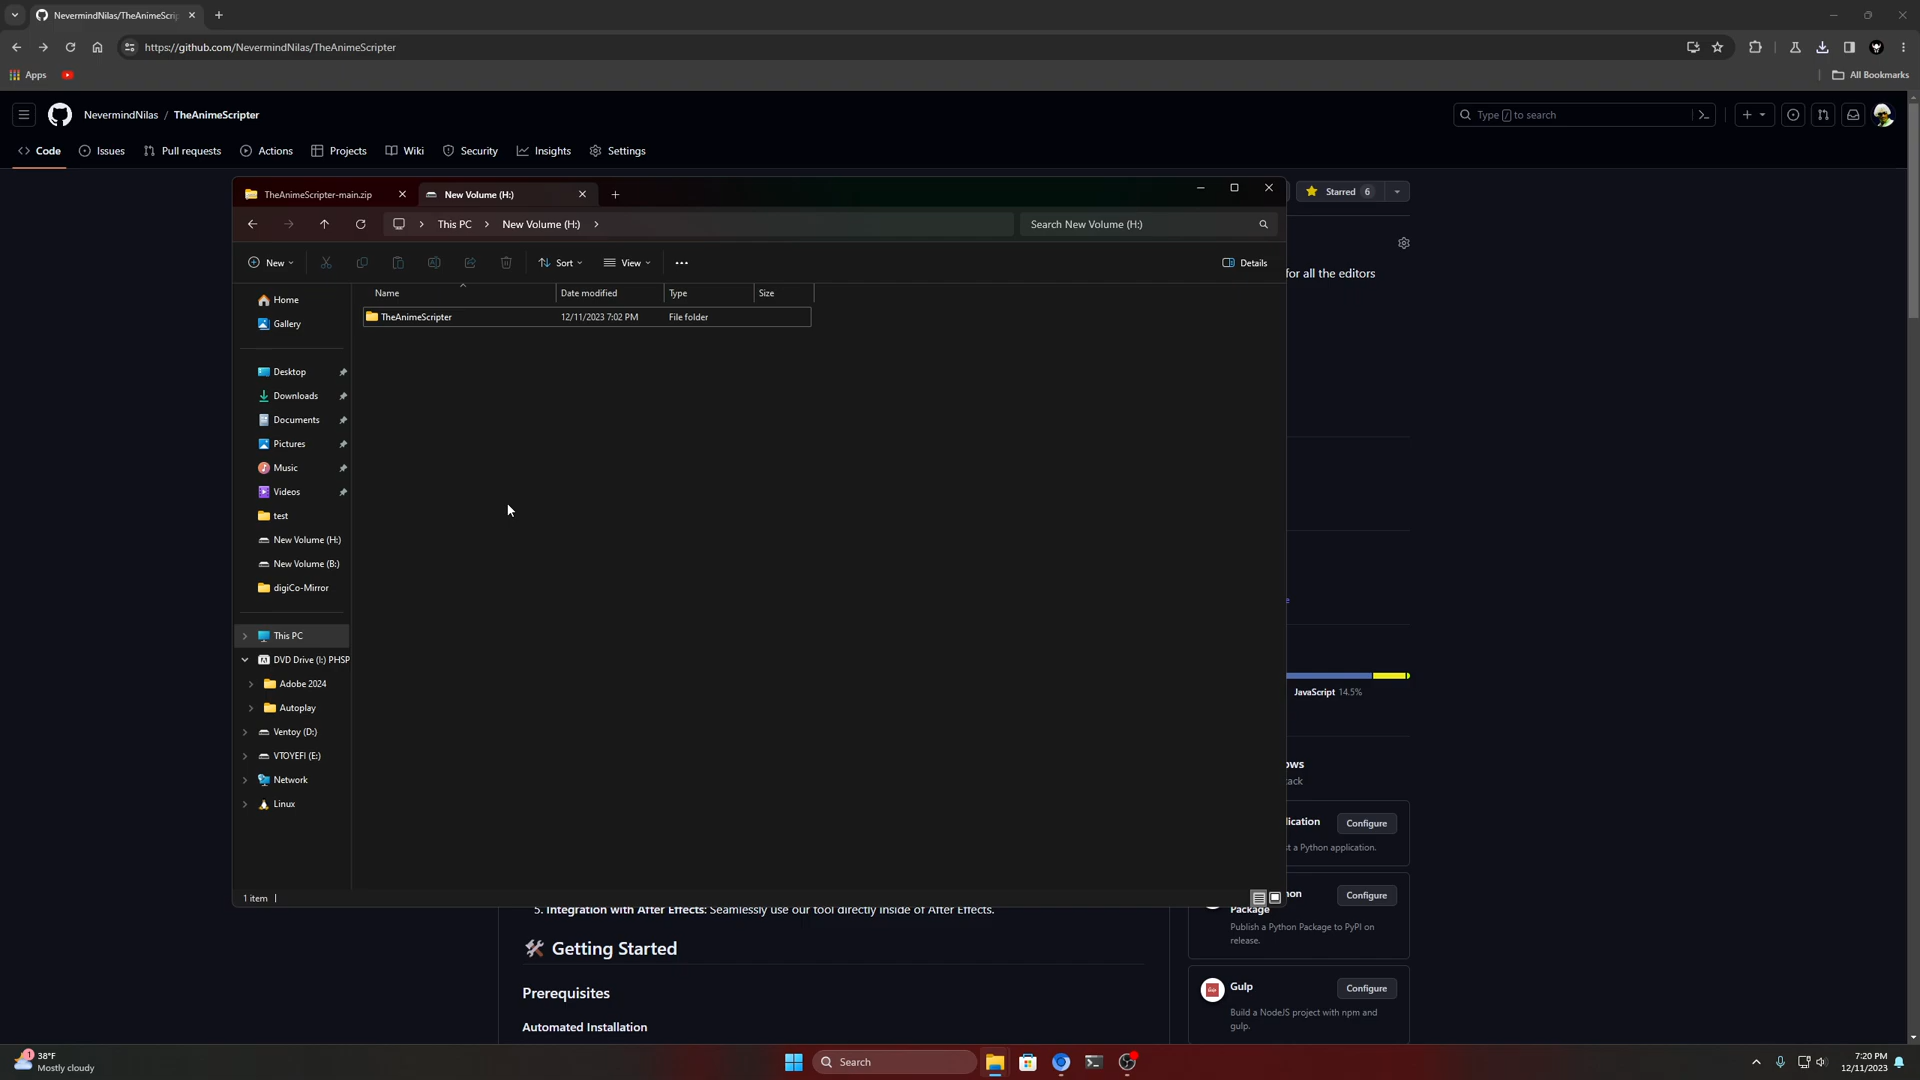 NevermindNilas/TheAnimeScrip
https://github.com/NevermindNilas/TheAnimeScripter
Apps
All Bookmarks
NevermindNilas / TheAnimeScripter
Type / to search
Code
Issues
Pull requests
Actions
Projects
Wiki
Security
Insights
Settings
TheAnimeScripter-main.zip
New Volume (H:)
Starred 6
This PC
New Volume (H:)
Search New Volume (H:)
New
Sort
View
Details
for all the editors
Name
Date modified
Type
Size
TheAnimeScripter
12/11/2023 7:02 PM
File folder
Home
Gallery
Desktop
Downloads
Documents
Pictures
Music
Videos
test
New Volume (H:)
New Volume (B:)
digiCo-Mirror
This PC
DVD Drive (I:) PHSP
Adobe 2024
Autoplay
Ventoy (D:)
VTOYEFI (E:)
Network
Linux
1 item
JavaScript 14.5%
ows
ack
lication
Configure
t a Python application.
on
Configure
Package
Publish a Python Package to PyPI on
release.
Gulp
Configure
Build a NodeJS project with npm and
gulp.
5. Integration with After Effects: Seamlessly use our tool directly inside of After Effects.
🛠 Getting Started
Prerequisites
Automated Installation
1
38°F
Mostly cloudy
Search
7:20 PM
12/11/2023